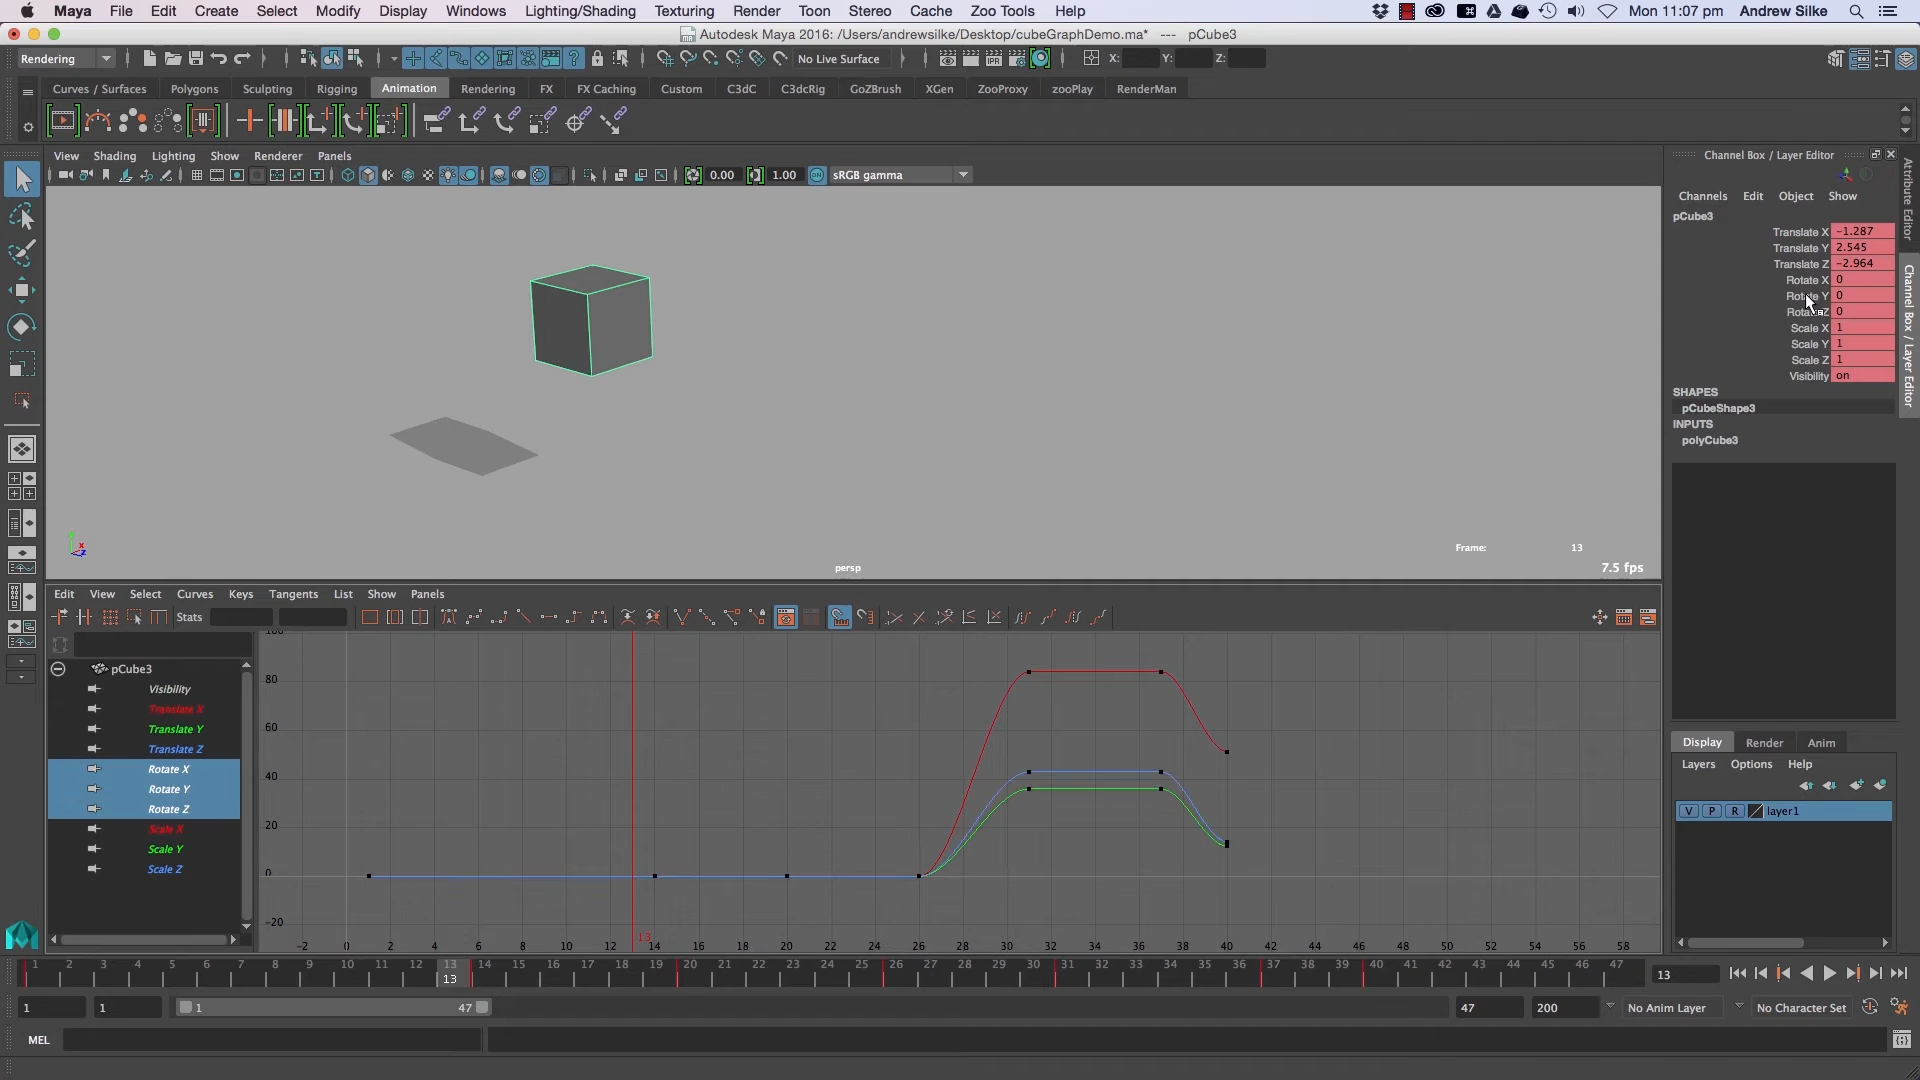 Maya File Edit Create Select Modify Display Windows Lighting/Shading Texturing Render Toon Stereo Cache Zoo Tools Help Mon 11:07 pm Andrew Silke
Autodesk Maya 2016: /Users/andrewsilke/Desktop/cubeGraphDemo.ma* --- pCube3
Rendering No Live Surface IPR X: Y: Z:
Curves / Surfaces Polygons Sculpting Rigging Animation Rendering FX FX Caching Custom C3dC C3dcRig GoZBrush XGen ZooProxy zooPlay RenderMan
View Shading Lighting Show Renderer Panels
0.00 1.00 ON sRGB gamma
Channel Box / Layer Editor
Channels Edit Object Show
pCube3
Translate X -1.287
Translate Y 2.545
Translate Z -2.964
Rotate X 0
Rotate Y 0
Rotate Z 0
Scale X 1
Scale Y 1
Scale Z 1
Visibility on
SHAPES
pCubeShape3
INPUTS
polyCube3
Attribute Editor
Channel Box / Layer Editor
Frame: 13
persp
7.5 fps
Edit View Select Curves Keys Tangents List Show Panels
Stats
pCube3
Visibility
Translate X
Translate Y
Translate Z
Rotate X
Rotate Y
Rotate Z
Scale X
Scale Y
Scale Z
100
80
60
40
20
0
-20
-2 0 2 4 6 8 10 12 13 14 16 18 20 22 24 26 28 30 32 34 36 38 40 42 44 46 48 50 52 54 56 58
Display Render Anim
Layers Options Help
V P R layer1
1 2 3 4 5 6 7 8 9 10 11 12 13 14 15 16 17 18 19 20 21 22 23 24 25 26 27 28 29 30 31 32 33 34 35 36 37 38 39 40 41 42 43 44 45 46 47
13 13
1 1 1 47 47 200 No Anim Layer No Character Set
MEL